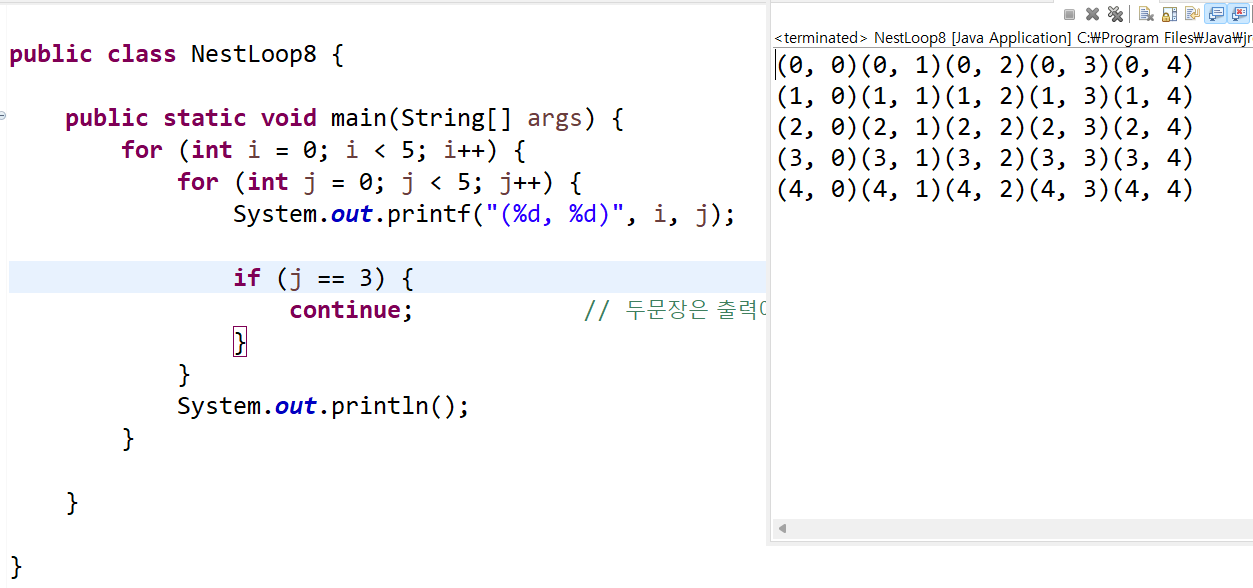 public class NestLoop8 {
public static void main(String[] args) {
for (int i = 0; i < 5; i++) {
for (int j = 0; j < 5; j++) {
System.out.printf("(%d, %d)", i, j);
if (j == 3) {
continue; // 두문장은
}
}
System.out.println();
}
}
}
<terminated> NestLoop8 [Java Application] C:₩Program Files₩Java₩jr
(0, 0)(0, 1)(0, 2)(0, 3)(0, 4)
(1, 0)(1, 1)(1, 2)(1, 3)(1, 4)
(2, 0)(2, 1)(2, 2)(2, 3)(2, 4)
(3, 0)(3, 1)(3, 2)(3, 3)(3, 4)
(4, 0)(4, 1)(4, 2)(4, 3)(4, 4)